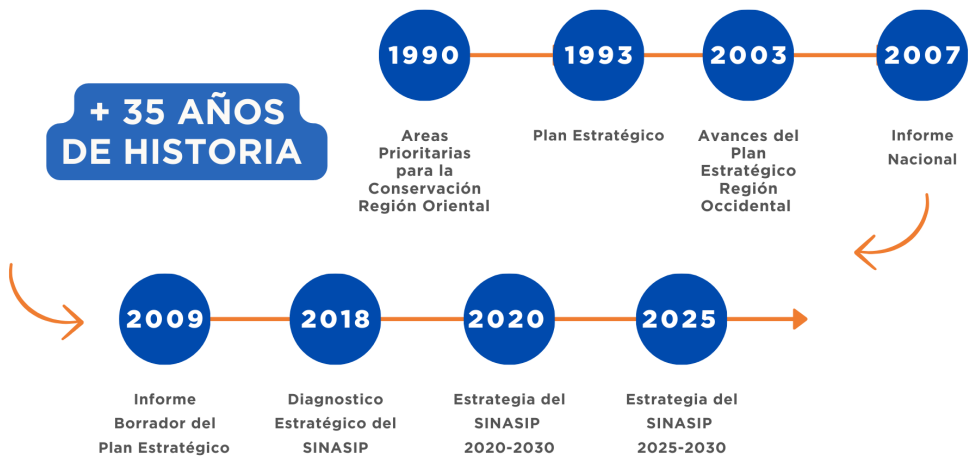 + 35 AÑOS
DE HISTORIA
1990
Areas
Prioritarias
para la
Conservación
Región Oriental
1993
Plan Estratégico
2003
Avances del
Plan
Estratégico
Región
Occidental
2007
Informe
Nacional
2009
Informe
Borrador del
Plan Estratégico
2018
Diagnostico
Estratégico del
SINASIP
2020
Estrategia del
SINASIP
2020-2030
2025
Estrategia del
SINASIP
2025-2030